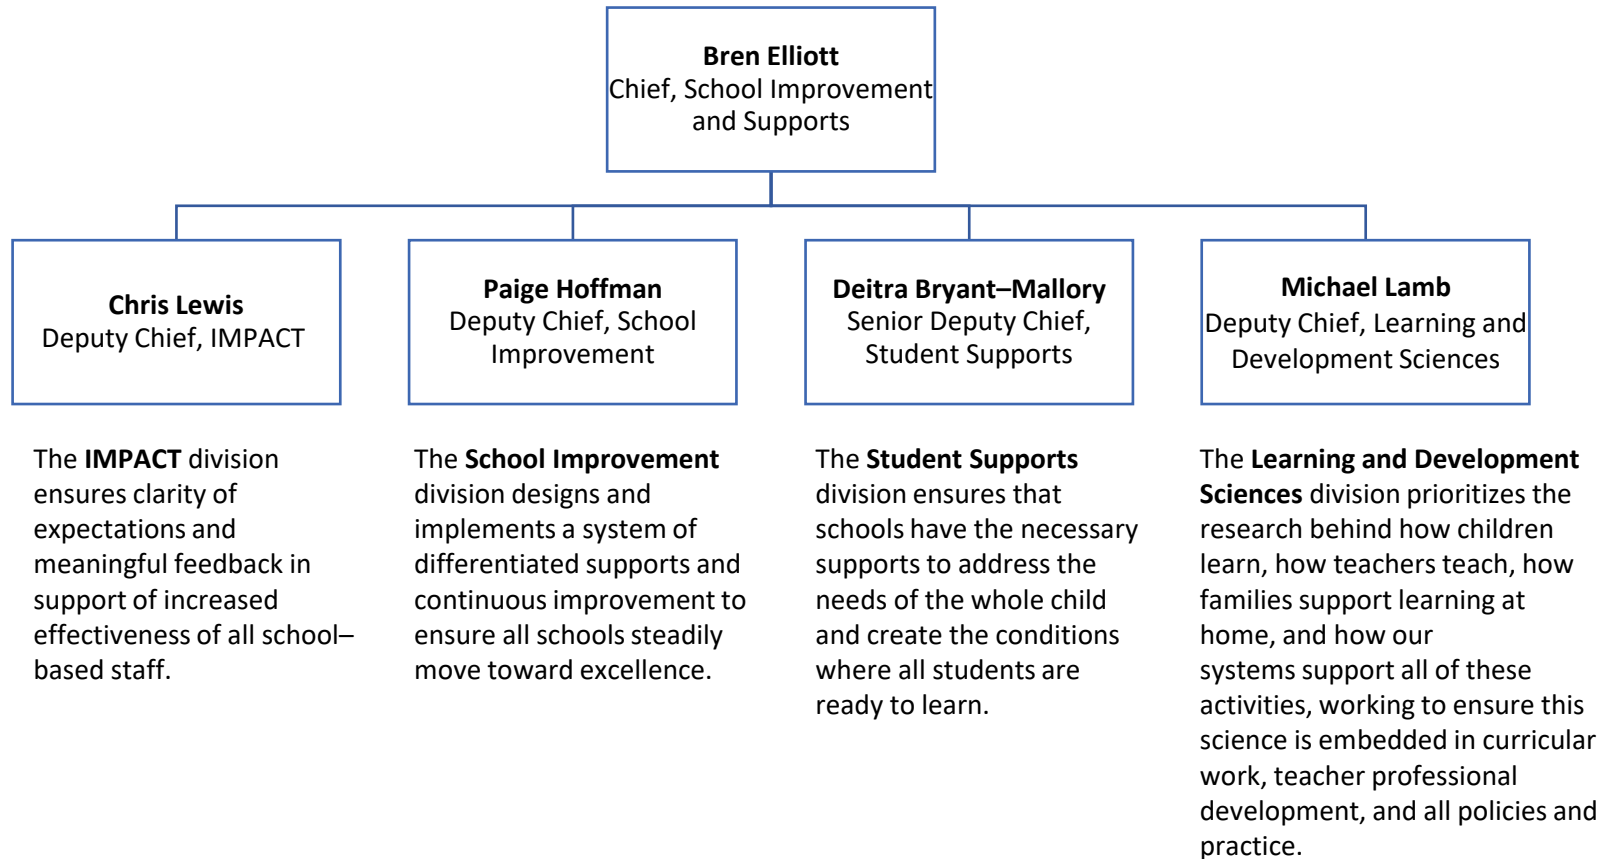 Bren Elliott
Chief, School Improvement
and Supports
Chris Lewis
Deputy Chief, IMPACT
Paige Hoffman
Deputy Chief, School
Improvement
Deitra Bryant–Mallory
Senior Deputy Chief,
Student Supports
Michael Lamb
Deputy Chief, Learning and
Development Sciences
The IMPACT division
ensures clarity of
expectations and
meaningful feedback in
support of increased
effectiveness of all school–
based staff.
The School Improvement
division designs and
implements a system of
differentiated supports and
continuous improvement to
ensure all schools steadily
move toward excellence.
The Student Supports
division ensures that
schools have the necessary
supports to address the
needs of the whole child
and create the conditions
where all students are
ready to learn.
The Learning and Development
Sciences division prioritizes the
research behind how children
learn, how teachers teach, how
families support learning at
home, and how our
systems support all of these
activities, working to ensure this
science is embedded in curricular
work, teacher professional
development, and all policies and
practice.